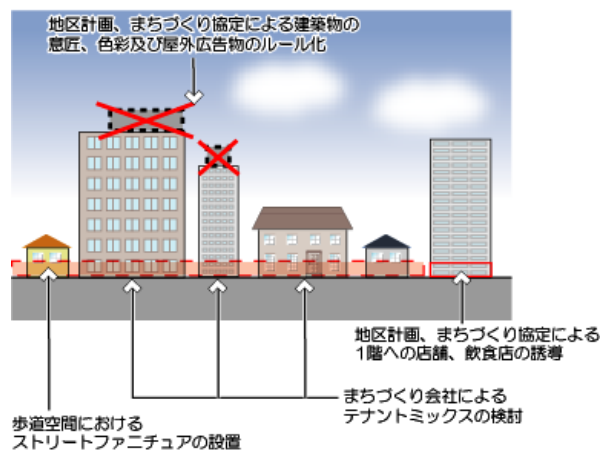 地区計画、まちづくり協定による建築物の
意匠、色彩及び屋外広告物のルール化
地区計画、まちづくり協定による
1階への店舗、飲食店の誘導
まちづくり会社による
テナントミックスの検討
歩道空間における
ストリートファニチュアの設置